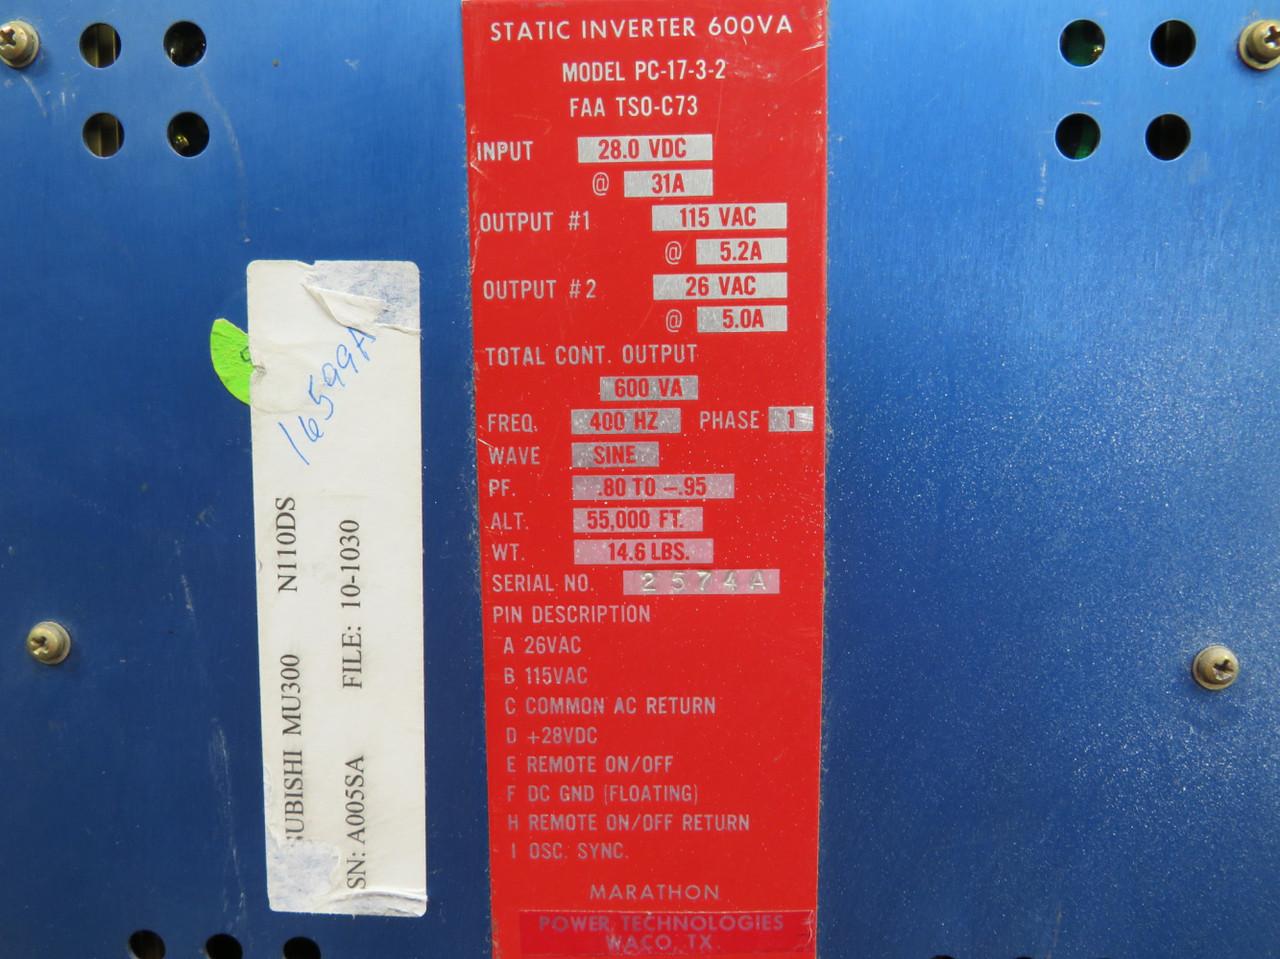 STATIC INVERTER 600VA
MODEL PC-17-3-2
FAA TSO-C73
INPUT 28.0 VDC
@ 31A
OUTPUT #1 115 VAC
@ 5.2A
OUTPUT #2 26 VAC
@ 5.0A
TOTAL CONT. OUTPUT
600 VA
FREQ. 400 HZ PHASE 1
WAVE SINE
PF. .80 TO -.95
ALT. 55,000 FT.
WT. 14.6 LBS.
SERIAL NO. 2574A
PIN DESCRIPTION
A 26VAC
B 115VAC
C COMMON AC RETURN
D +28VDC
E REMOTE ON/OFF
F DC GND (FLOATING)
H REMOTE ON/OFF RETURN
I OSC. SYNC.
MARATHON
POWER TECHNOLOGIES
WACO, TX
16599A
UBISHI MU300 N110DS
SN: A005SA FILE: 10-1030